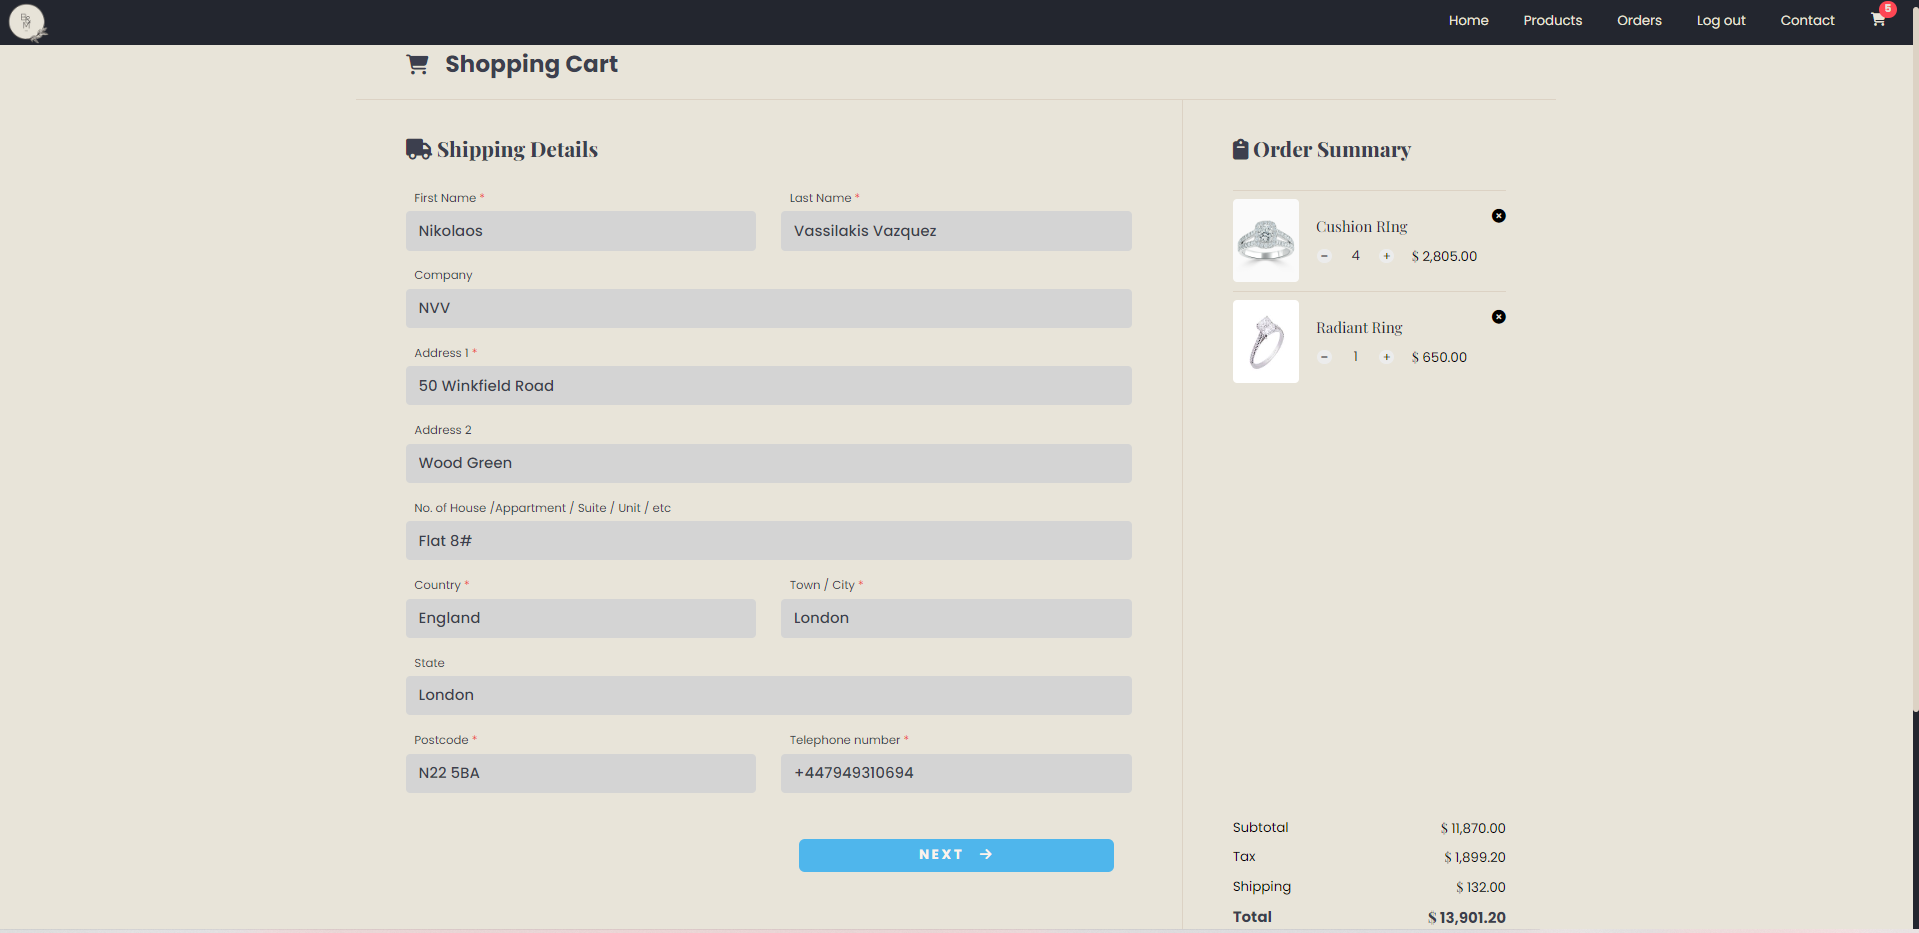 Home Products Orders Log out Contact 5
Shopping Cart
Shipping Details
First Name * Last Name *
Nikolaos Vassilakis Vazquez
Company
NVV
Address 1 *
50 Winkfield Road
Address 2
Wood Green
No. of House /Appartment / Suite / Unit / etc
Flat 8#
Country * Town / City *
England London
State
London
Postcode * Telephone number *
N22 5BA +447949310694
NEXT →
Order Summary
Cushion RIng
- 4 + $ 2,805.00
Radiant Ring
- 1 + $ 650.00
Subtotal $ 11,870.00
Tax $ 1,899.20
Shipping $ 132.00
Total $ 13,901.20